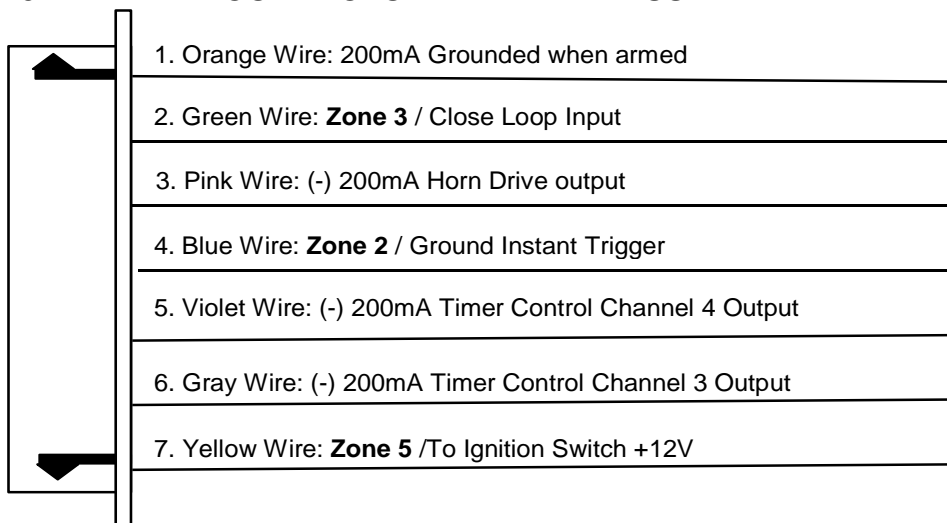 1. Orange Wire: 200mA Grounded when armed
2. Green Wire: Zone 3 / Close Loop Input
3. Pink Wire: (-) 200mA Horn Drive output
4. Blue Wire: Zone 2 / Ground Instant Trigger
5. Violet Wire: (-) 200mA Timer Control Channel 4 Output
6. Gray Wire: (-) 200mA Timer Control Channel 3 Output
7. Yellow Wire: Zone 5 /To Ignition Switch +12V